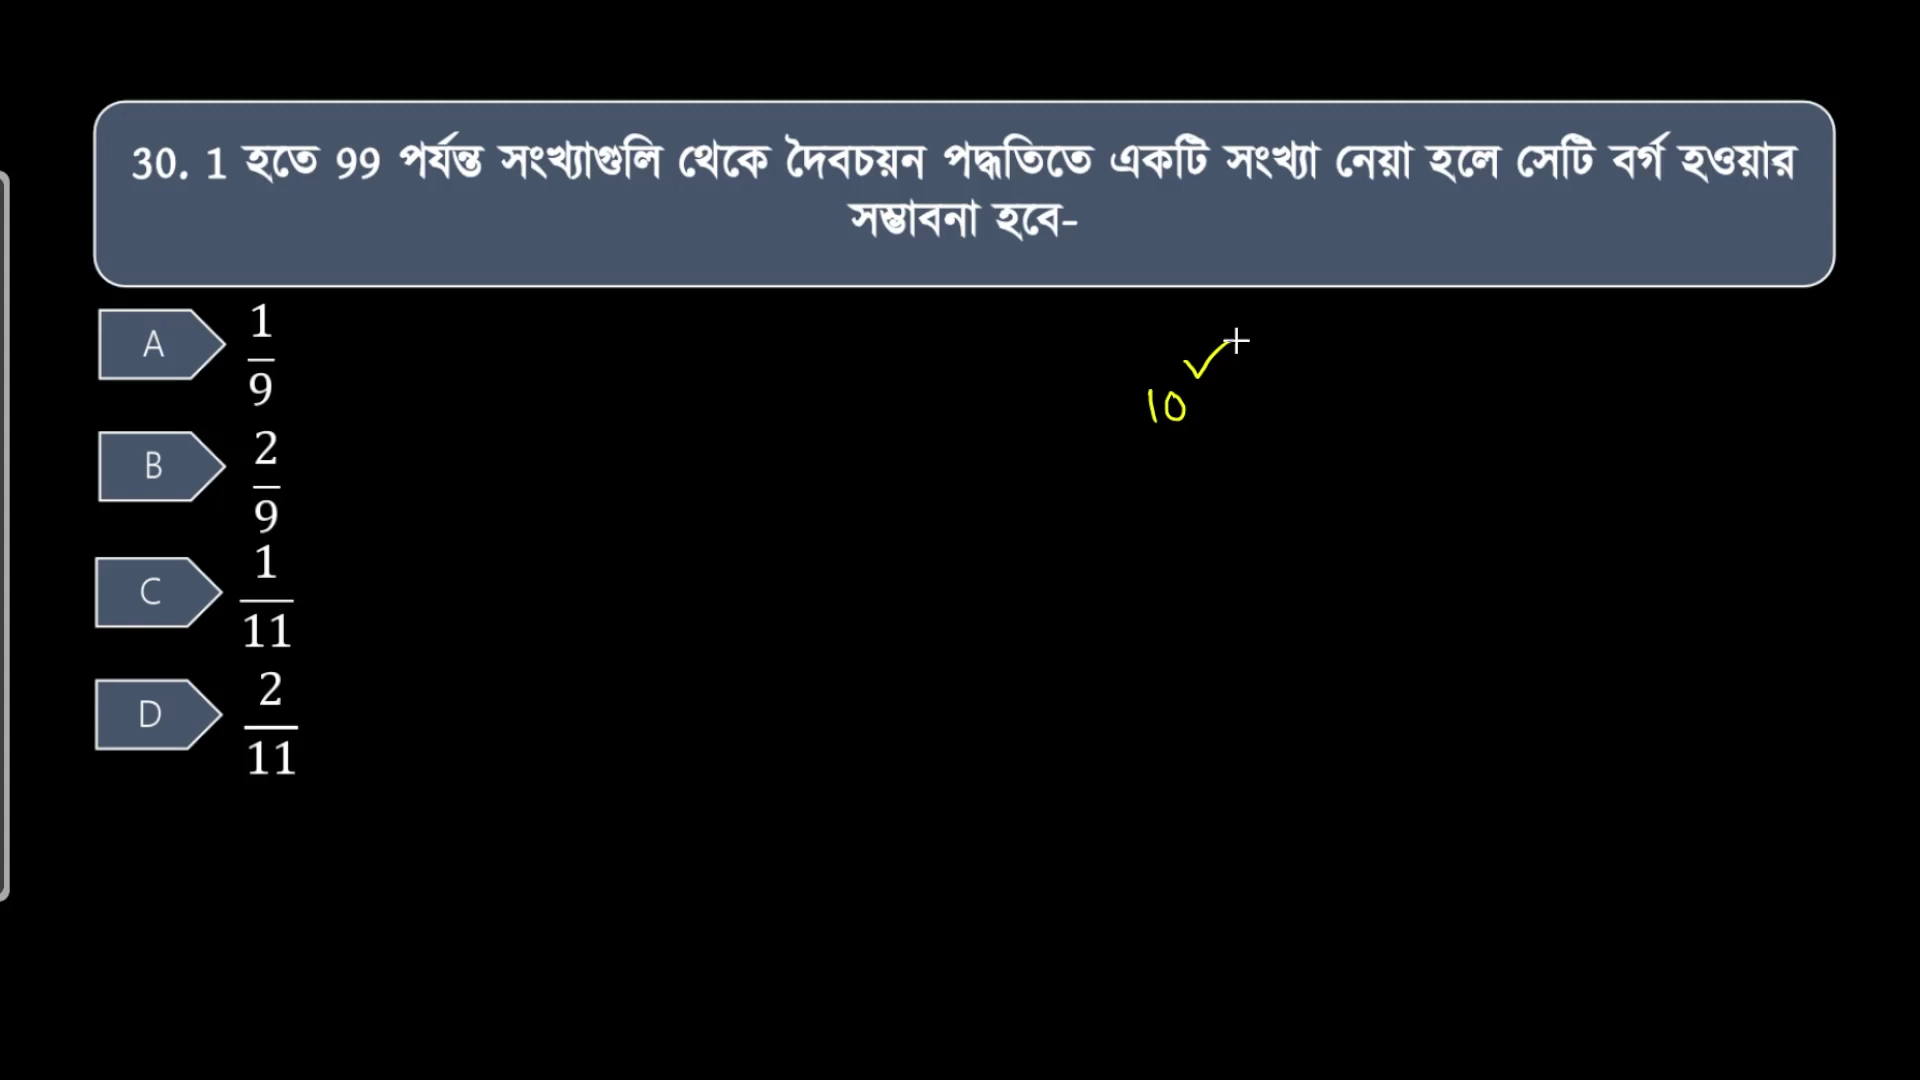 30. 1 হতে 99 পর্যন্ত সংখ্যাগুলি থেকে দৈবচয়ন পদ্ধতিতে একটি সংখ্যা নেয়া হলে সেটি বর্গ হওয়ার
সম্ভাবনা হবে-
A 1/9
B 2/9
C 1/11
D 2/11
10 ✓